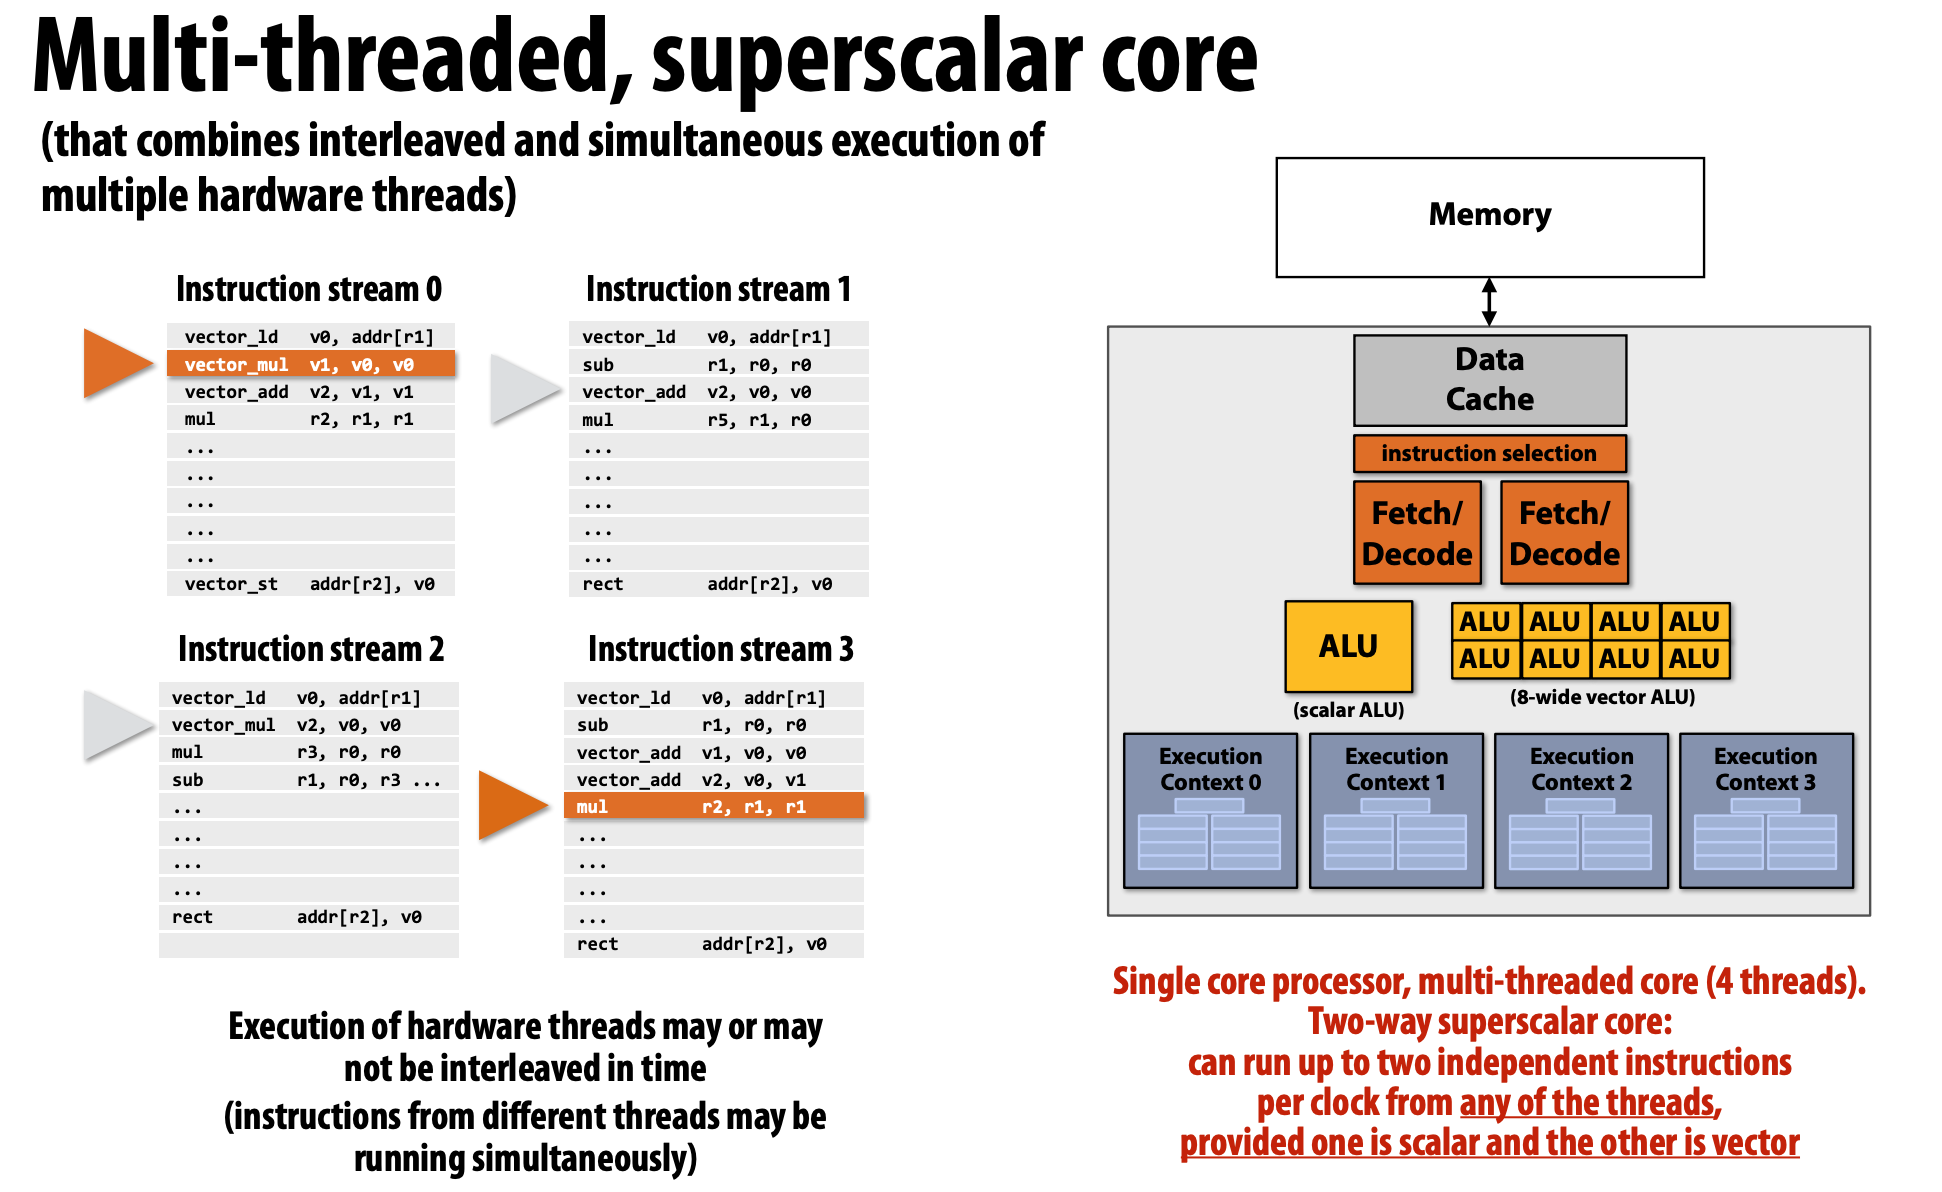 Multi-threaded, superscalar core
(that combines interleaved and simultaneous execution of
multiple hardware threads)
Instruction stream 0
vector_ld v0, addr[r1]
vector_mul v1, v0, v0
vector_add v2, v1, v1
mul r2, r1, r1
...
...
...
...
...
vector_st addr[r2], v0
Instruction stream 1
vector_ld v0, addr[r1]
sub r1, r0, r0
vector_add v2, v0, v0
mul r5, r1, r0
...
...
...
...
...
rect addr[r2], v0
Instruction stream 2
vector_ld v0, addr[r1]
vector_mul v2, v0, v0
mul r3, r0, r0
sub r1, r0, r3 ...
...
...
...
...
rect addr[r2], v0
Instruction stream 3
vector_ld v0, addr[r1]
sub r1, r0, r0
vector_add v1, v0, v0
vector_add v2, v0, v1
mul r2, r1, r1
...
...
...
...
rect addr[r2], v0
Execution of hardware threads may or may
not be interleaved in time
(instructions from different threads may be
running simultaneously)
Memory
Data
Cache
instruction selection
Fetch/
Decode
Fetch/
Decode
ALU
(scalar ALU)
ALU ALU ALU ALU
ALU ALU ALU ALU
(8-wide vector ALU)
Execution
Context 0
Execution
Context 1
Execution
Context 2
Execution
Context 3
Single core processor, multi-threaded core (4 threads).
Two-way superscalar core:
can run up to two independent instructions
per clock from any of the threads,
provided one is scalar and the other is vector